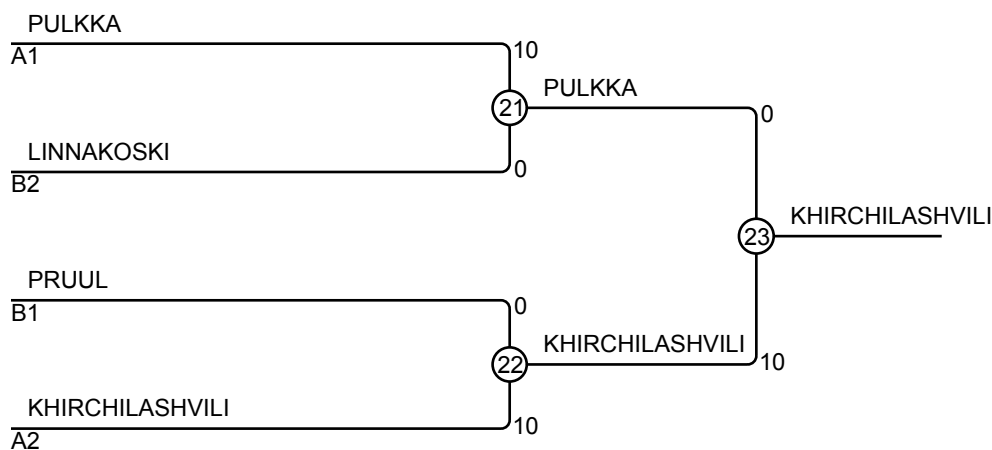 PULKKA
A1
10
21
PULKKA
0
LINNAKOSKI
B2
0
23
KHIRCHILASHVILI
PRUUL
B1
0
22
KHIRCHILASHVILI
10
KHIRCHILASHVILI
A2
10